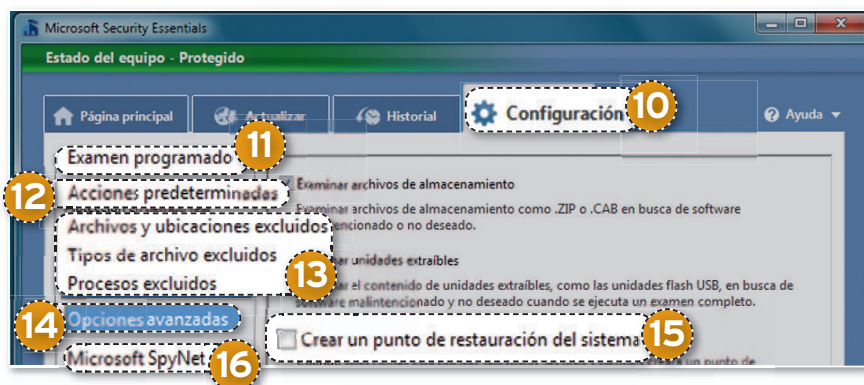 Microsoft Security Essentials
Estado del equipo - Protegido
Página principal
Actualizar
Historial
Configuración
10
Ayuda
Examen programado
11
12
Acciones predeterminadas
Examinar archivos de almacenamiento
Archivos y ubicaciones excluidos
Examinar archivos de almacenamiento como .ZIP o .CAB en busca de software
o no deseado.
Tipos de archivo excluidos
unidades extraíbles
13
Procesos excluidos
el contenido de unidades extraíbles, como las unidades flash USB, en busca de
malintencionado y no deseado cuando se ejecuta un examen completo.
14
Opciones avanzadas
Crear un punto de restauración del sistema
15
Microsoft SpyNet
16
un punto de